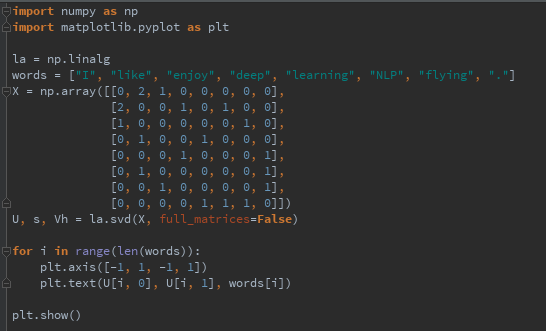 import numpy as np
import matplotlib.pyplot as plt
la = np.linalg
words = ["I", "like", "enjoy", "deep", "learning", "NLP", "flying", "."]
X = np.array([[0, 2, 1, 0, 0, 0, 0, 0],
[2, 0, 0, 1, 0, 1, 0, 0],
[1, 0, 0, 0, 0, 0, 1, 0],
[0, 1, 0, 0, 1, 0, 0, 0],
[0, 0, 0, 1, 0, 0, 0, 1],
[0, 1, 0, 0, 0, 0, 0, 1],
[0, 0, 1, 0, 0, 0, 0, 1],
[0, 0, 0, 0, 1, 1, 1, 0]])
U, s, Vh = la.svd(X, full_matrices=False)
for i in range(len(words)):
plt.axis([-1, 1, -1, 1])
plt.text(U[i, 0], U[i, 1], words[i])
plt.show()